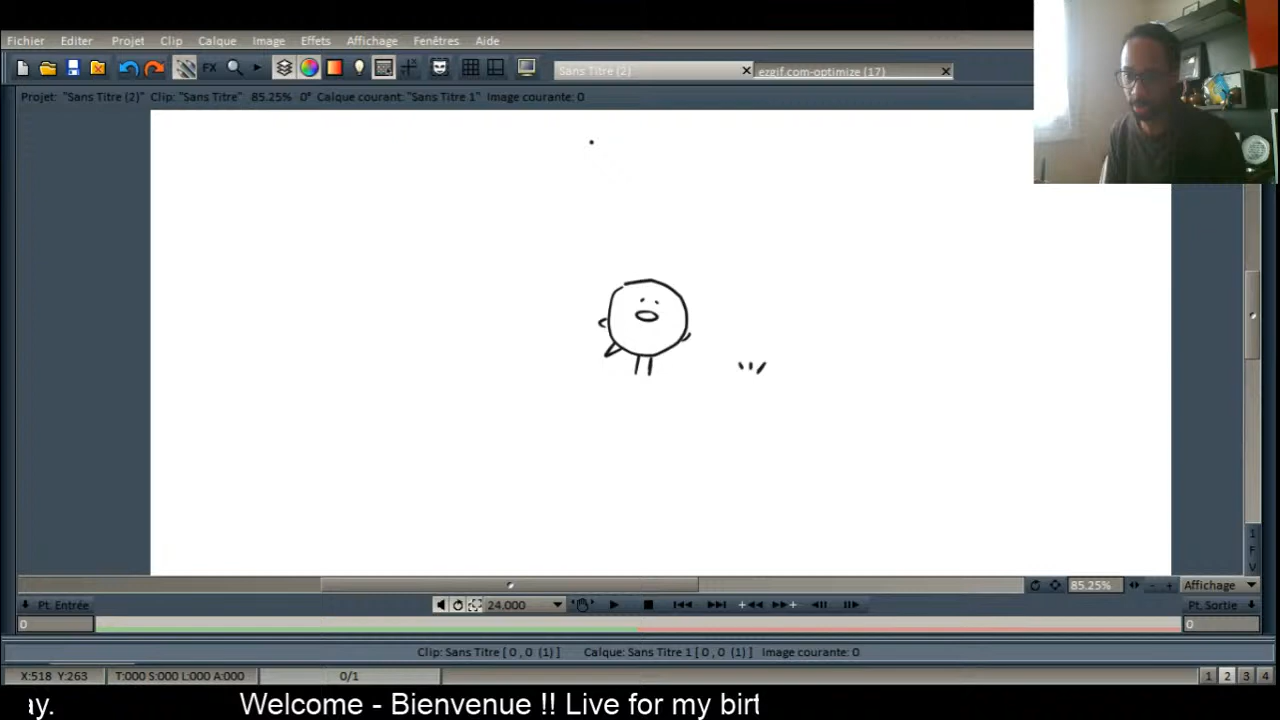 Fichier Editer Projet Clip Calque Image Effets Affichage Fenêtres Aide
FX Sans Titre (2) ezgif.com-optimize (17)
Projet: "Sans Titre (2)" Clip: "Sans Titre" 85.25% 0° Calque courant: "Sans Titre 1" Image courante: 0
1
F
V
85.25% Affichage
Pt. Entrée 24.000 Pt. Sortie
0 0
Clip: Sans Titre [ 0 , 0 (1) ] Calque: Sans Titre 1 [ 0 , 0 (1) ] Image courante: 0
X:518 Y:263 T:000 S:000 L:000 A:000 0/1 1 2 3 4
ay. Welcome - Bienvenue !! Live for my birt